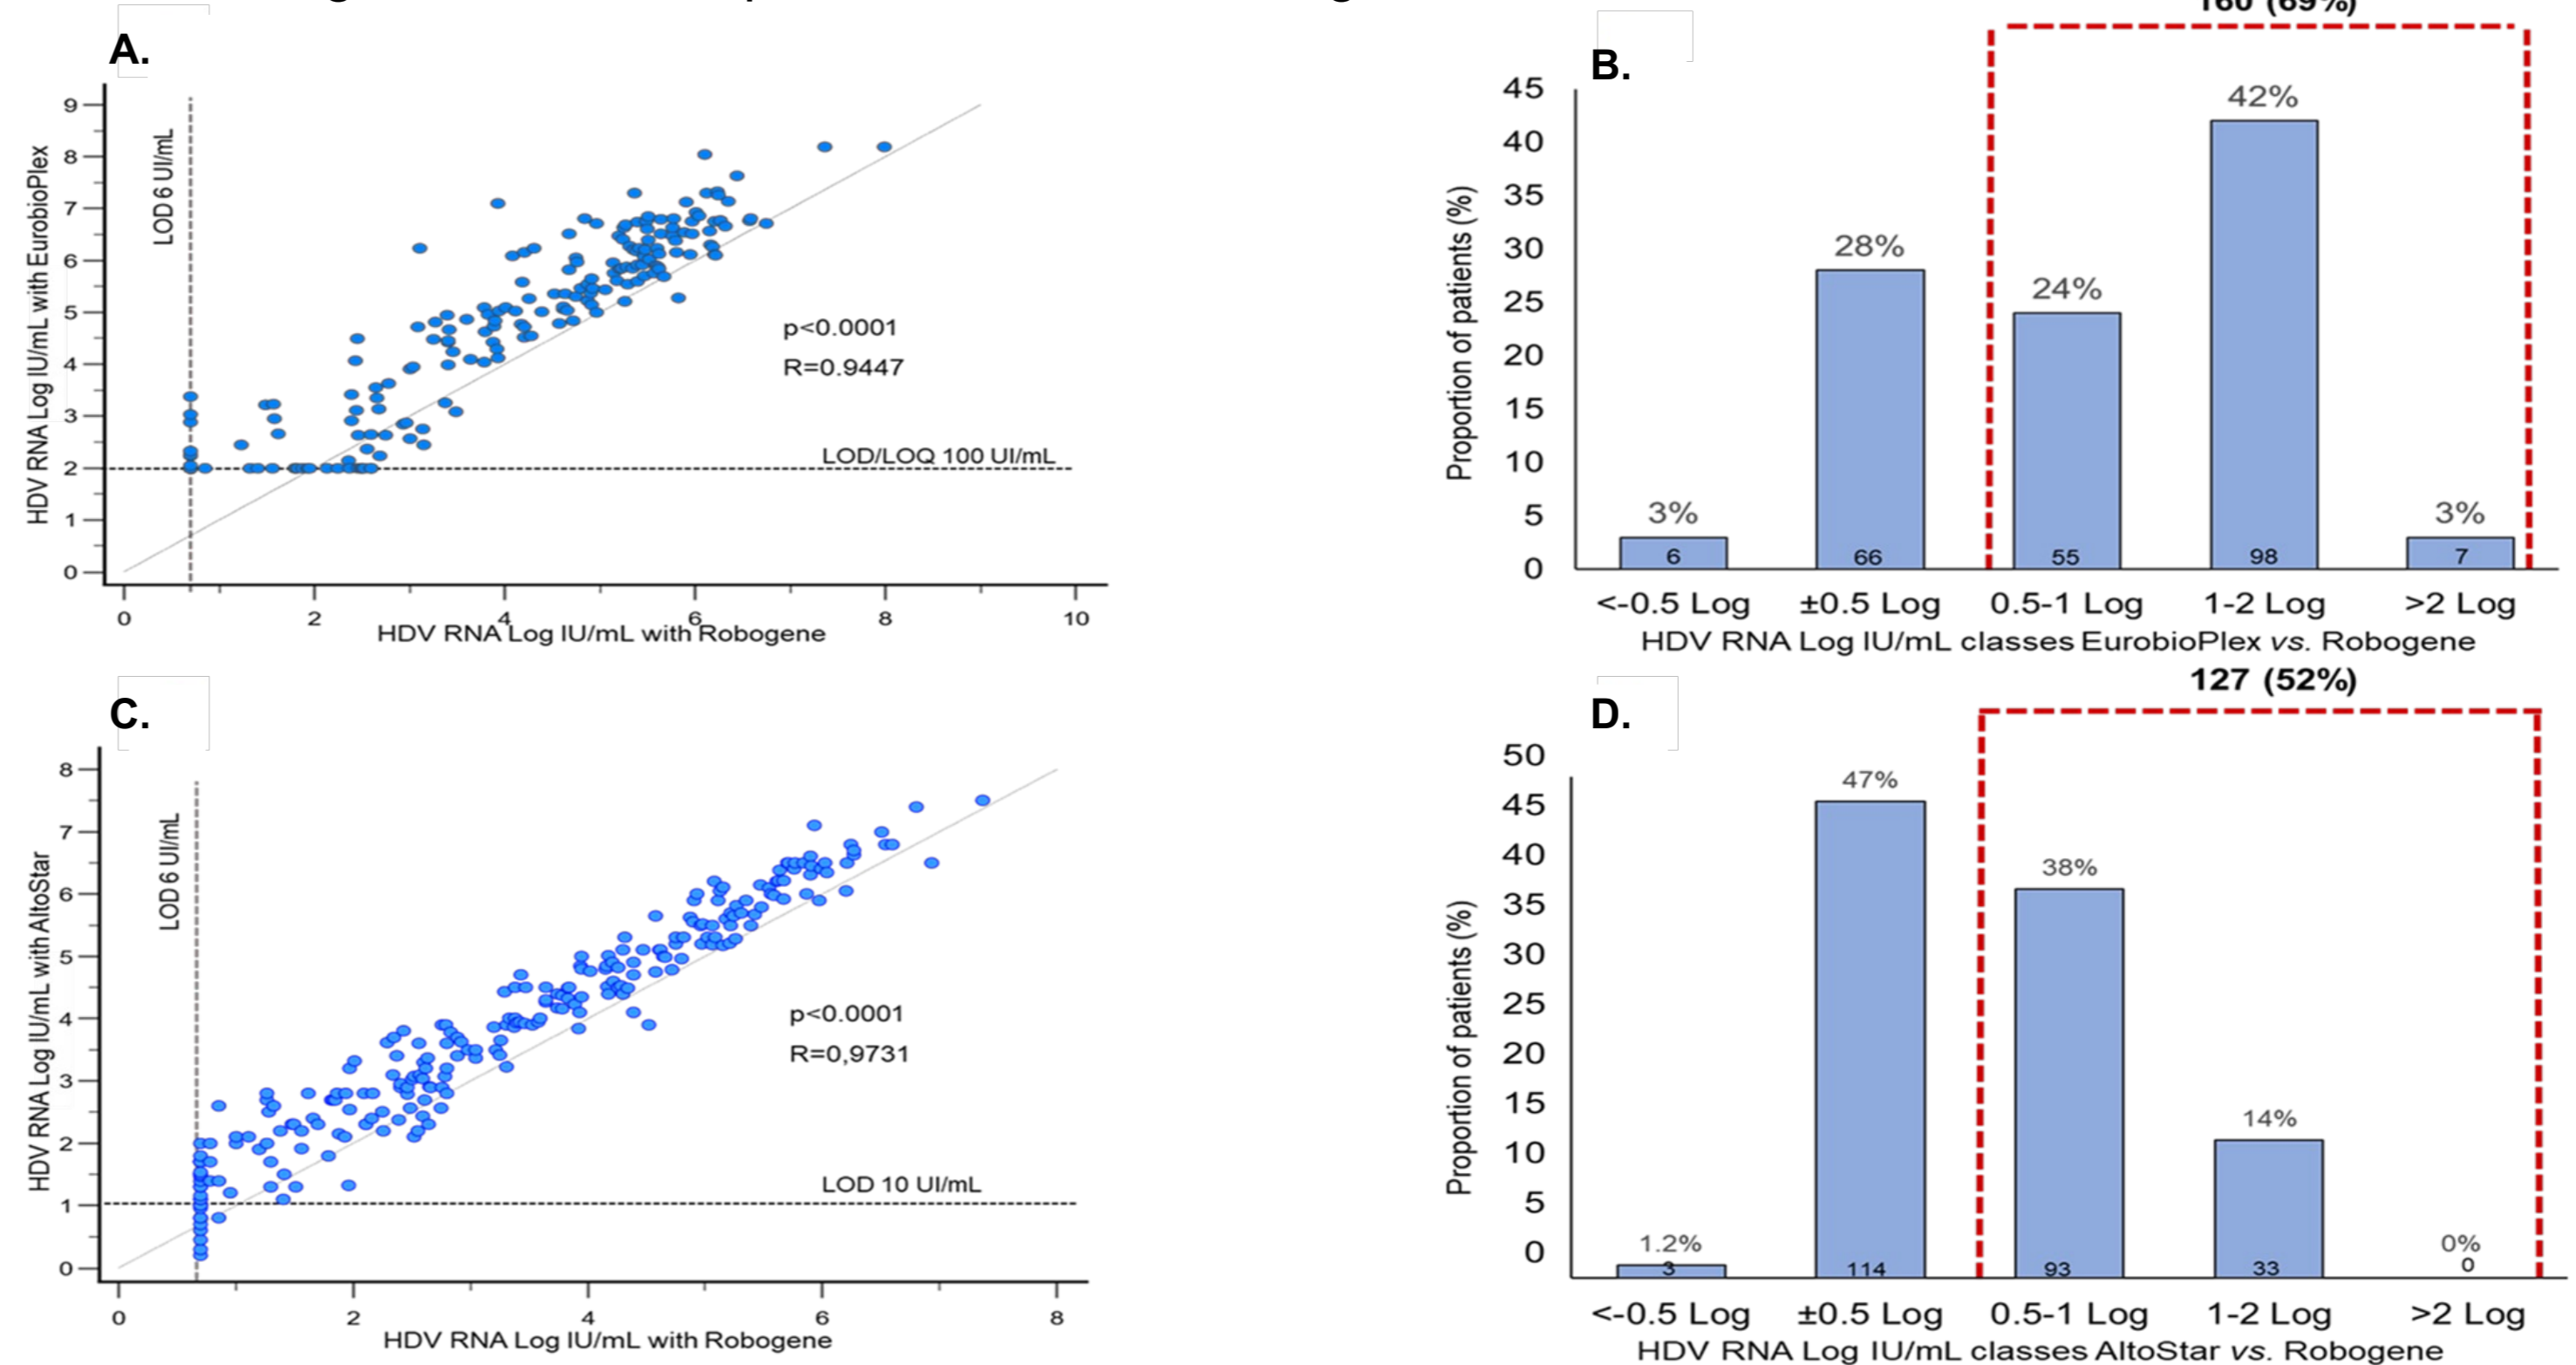 A.
9
8
7
6
5
4
3
2
1
0
HDV RNA Log IU/mL with EurobioPlex
LOD 6 UI/mL
p<0.0001
R=0.9447
LOD/LOQ 100 UI/mL
0 2 4 6 8 10
HDV RNA Log IU/mL with Robogene
160 (69%)
B.
45
40
35
30
25
20
15
10
5
0
Proportion of patients (%)
3% 28% 24% 42% 3%
6 66 55 98 7
<-0.5 Log ±0.5 Log 0.5-1 Log 1-2 Log >2 Log
HDV RNA Log IU/mL classes EurobioPlex vs. Robogene
C.
8
7
6
5
4
3
2
1
0
HDV RNA Log IU/mL with AltoStar
LOD 6 UI/mL
p<0.0001
R=0,9731
LOD 10 UI/mL
0 2 4 6 8
HDV RNA Log IU/mL with Robogene
127 (52%)
D.
50
45
40
35
30
25
20
15
10
5
0
Proportion of patients (%)
1.2% 47% 38% 14% 0%
3 114 93 33 0
<-0.5 Log ±0.5 Log 0.5-1 Log 1-2 Log >2 Log
HDV RNA Log IU/mL classes AltoStar vs. Robogene